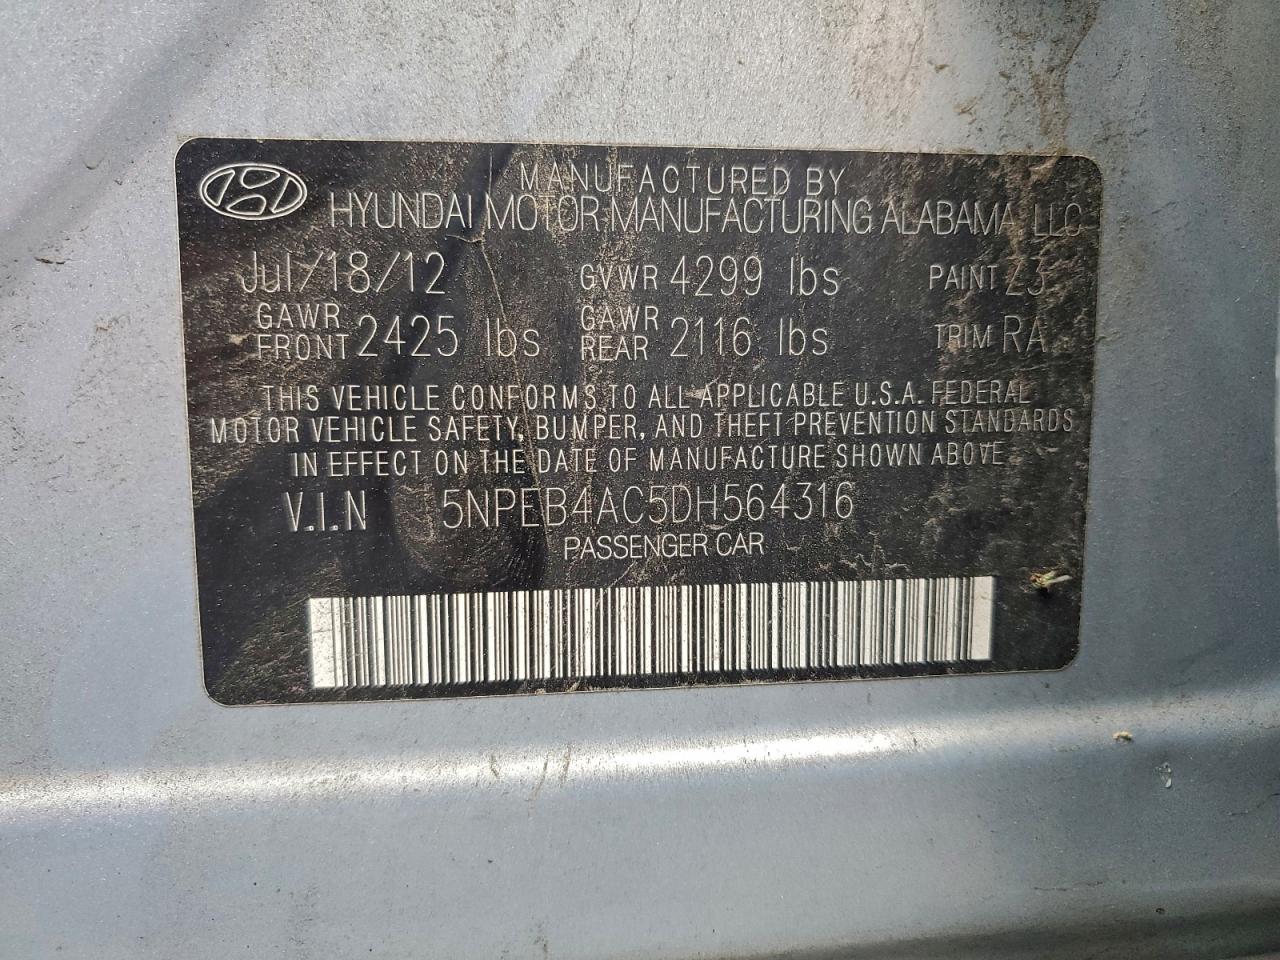 MANUFACTURED BY
HYUNDAI MOTOR MANUFACTURING ALABAMA, LLC
Jul/18/12 GVWR 4299 lbs PAINT Z3
GAWR FRONT 2425 lbs GAWR REAR 2116 lbs TRIM RA
THIS VEHICLE CONFORMS TO ALL APPLICABLE U.S.A. FEDERAL
MOTOR VEHICLE SAFETY, BUMPER, AND THEFT PREVENTION STANDARDS
IN EFFECT ON THE DATE OF MANUFACTURE SHOWN ABOVE
V.I.N 5NPEB4AC5DH564316
PASSENGER CAR